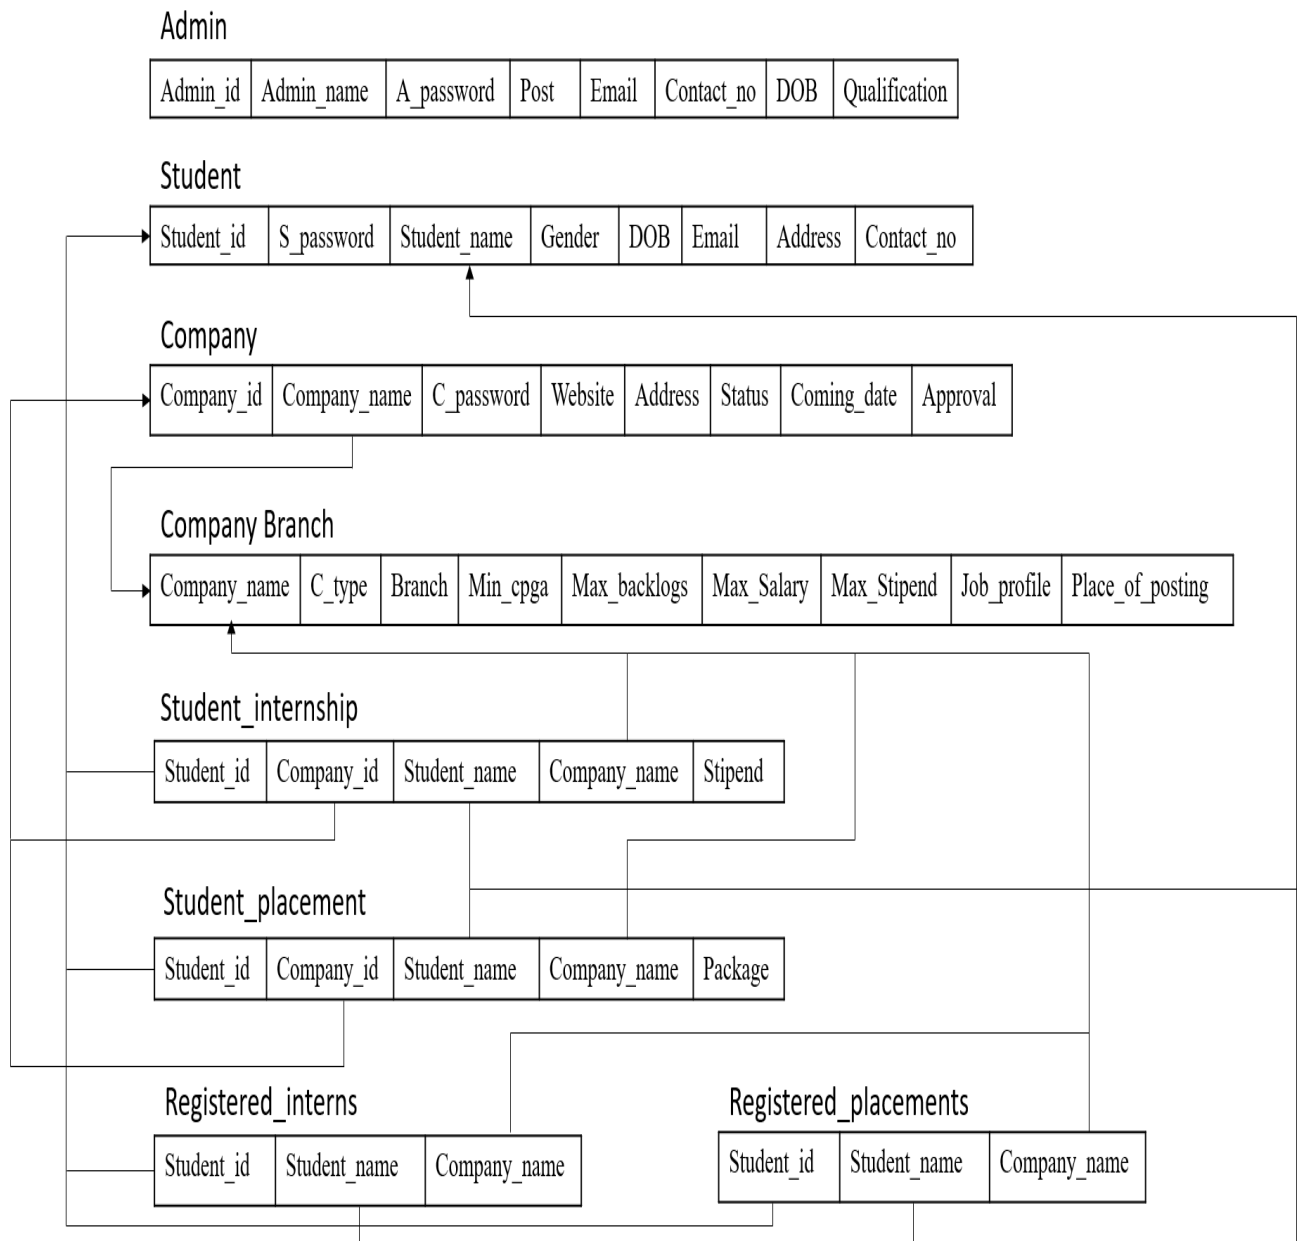 Admin
Admin_id Admin_name A_password Post Email Contact_no DOB Qualification
Student
Student_id S_password Student_name Gender DOB Email Address Contact_no
Company
Company_id Company_name C_password Website Address Status Coming_date Approval
Company Branch
Company_name C_type Branch Min_cpga Max_backlogs Max_Salary Max_Stipend Job_profile Place_of_posting
Student_internship
Student_id Company_id Student_name Company_name Stipend
Student_placement
Student_id Company_id Student_name Company_name Package
Registered_interns
Student_id Student_name Company_name
Registered_placements
Student_id Student_name Company_name